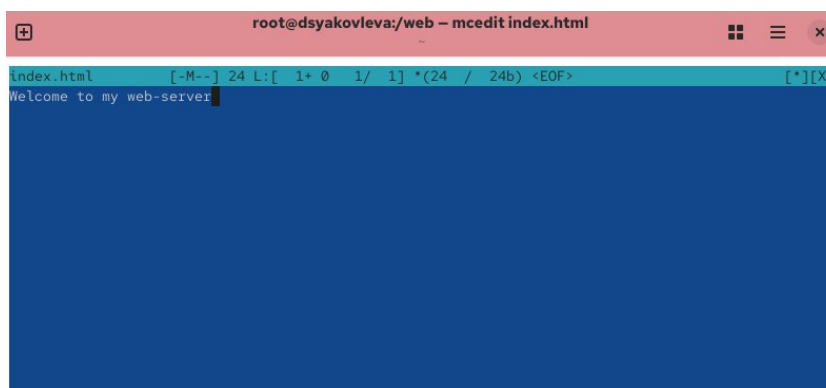 root@dsyakovleva:/web – mcedit index.html
~
index.html [-M--] 24 L:[ 1+ 0 1/ 1] *(24 / 24b) <EOF> [*][X
Welcome to my web-server